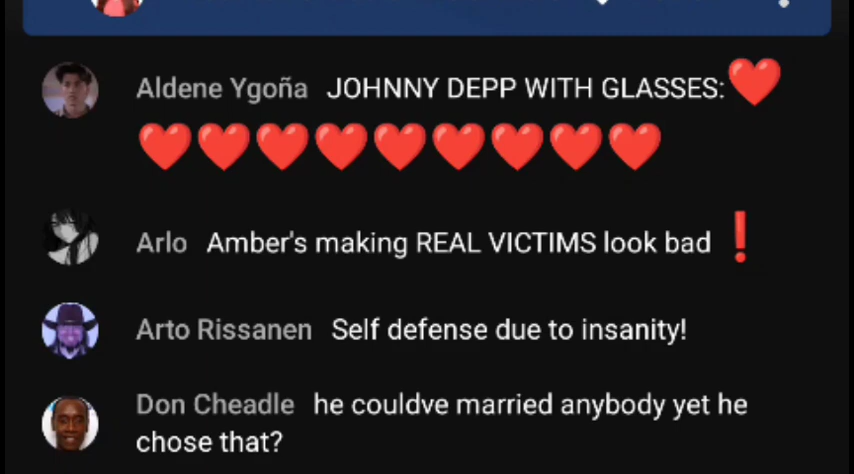 Aldene Ygoña JOHNNY DEPP WITH GLASSES:❤️
❤️❤️❤️❤️❤️❤️❤️❤️❤️
Arlo Amber's making REAL VICTIMS look bad ❗
Arto Rissanen Self defense due to insanity!
Don Cheadle he couldve married anybody yet he
chose that?